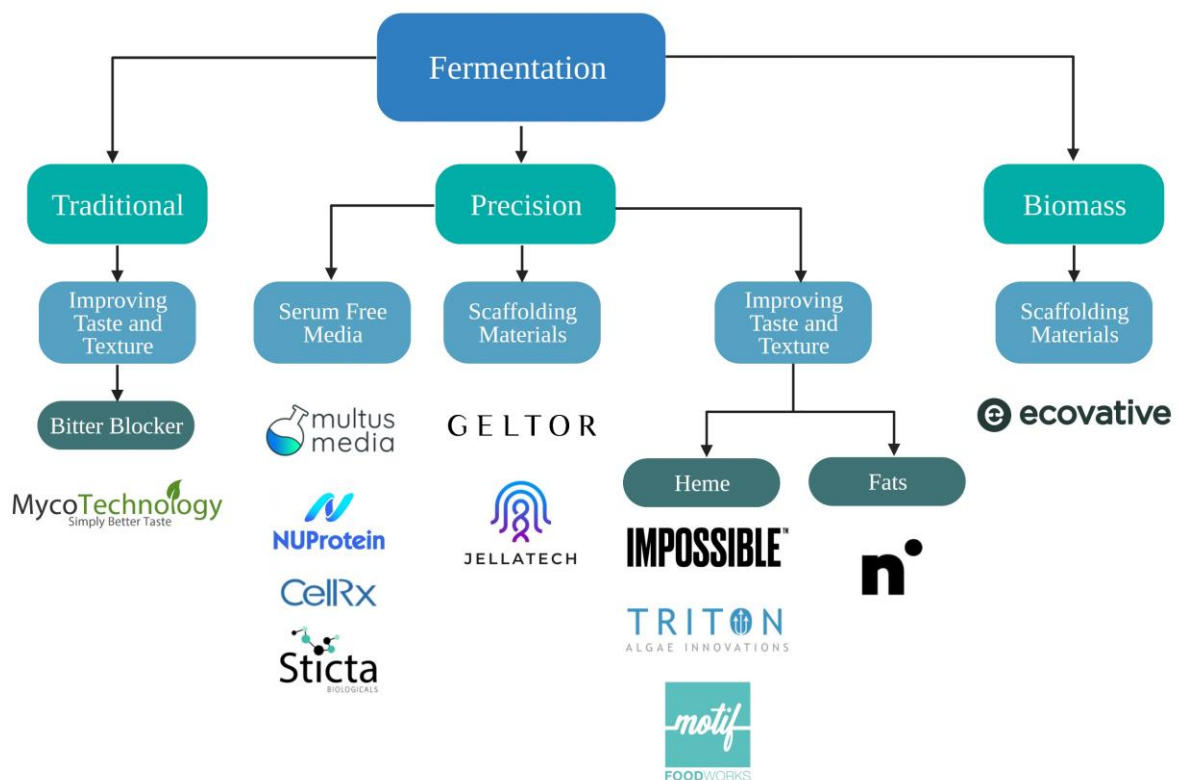 Fermentation
Traditional
Precision
Biomass
Improving
Taste and
Texture
Serum Free
Media
Scaffolding
Materials
Improving
Taste and
Texture
Scaffolding
Materials
Bitter Blocker
multus
media
GELTOR
ecovative
Heme
Fats
MycoTechnology
Simply Better Taste
NUProtein
JELLATECH
IMPOSSIBLE™
n
CellRx
TRITON
ALGAE INNOVATIONS
Sticta
BIOLOGICALS
motif
FOODWORKS